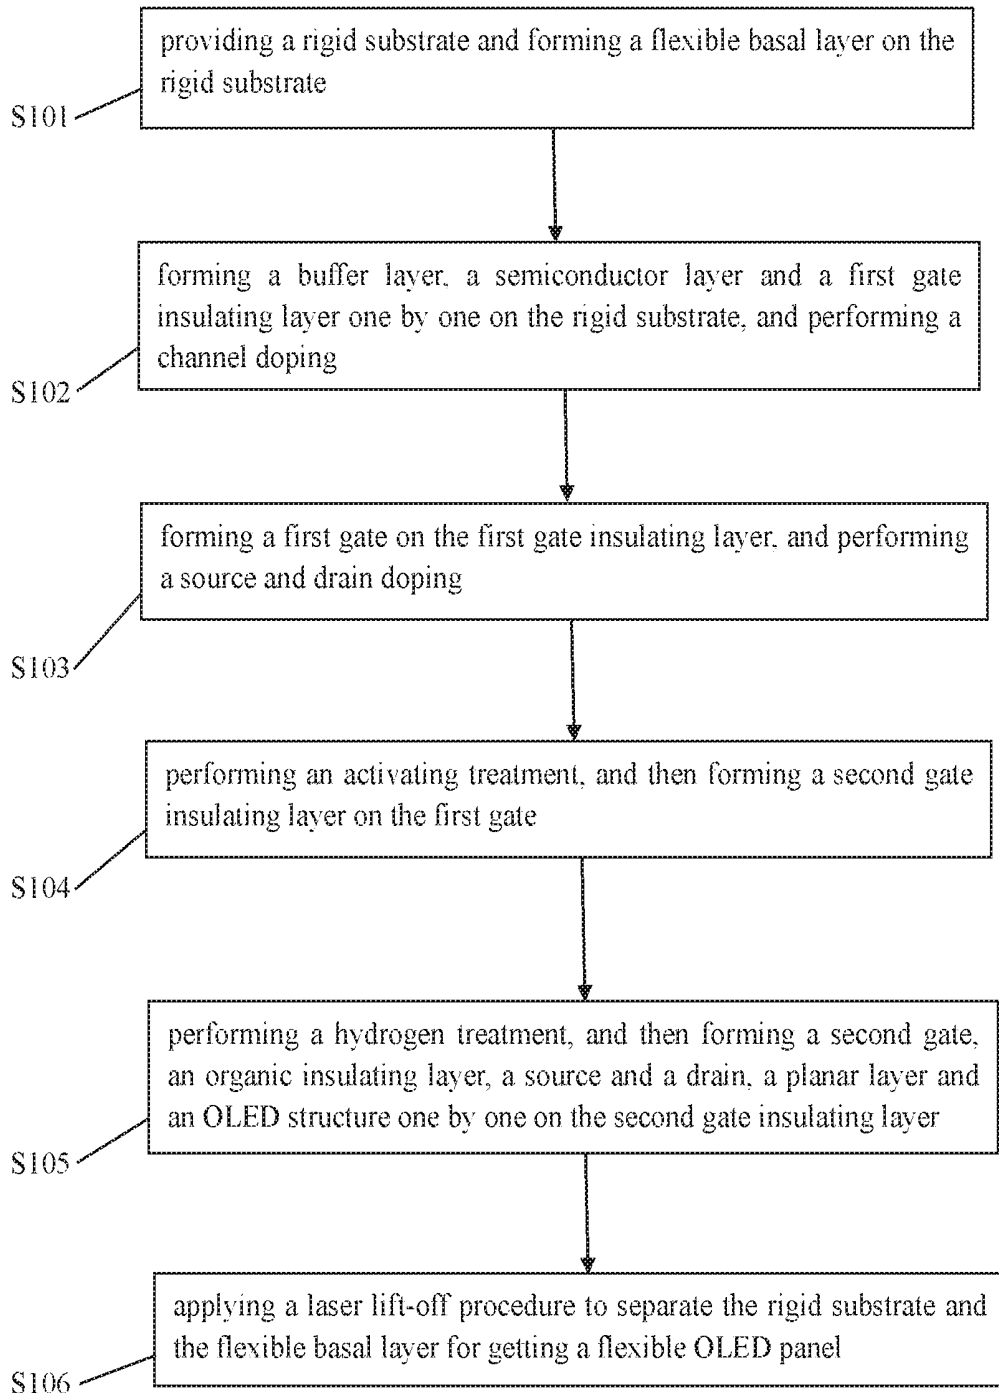 providing a rigid substrate and forming a flexible basal layer on the
rigid substrate
S101
forming a buffer layer, a semiconductor layer and a first gate
insulating layer one by one on the rigid substrate, and performing a
channel doping
S102
forming a first gate on the first gate insulating layer, and performing
a source and drain doping
S103
performing an activating treatment, and then forming a second gate
insulating layer on the first gate
S104
performing a hydrogen treatment, and then forming a second gate,
an organic insulating layer, a source and a drain, a planar layer and
an OLED structure one by one on the second gate insulating layer
S105
applying a laser lift-off procedure to separate the rigid substrate and
the flexible basal layer for getting a flexible OLED panel
S106